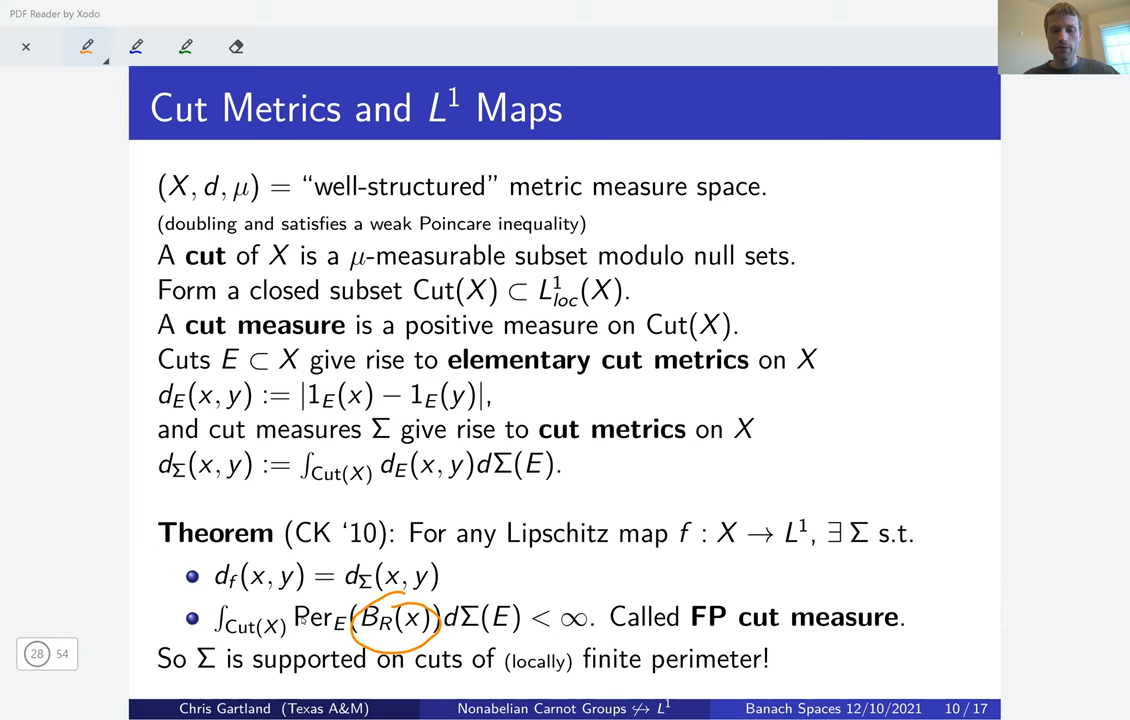 PDF Reader by Xodo
Cut Metrics and L¹ Maps
(X, d, μ) = “well-structured” metric measure space.
(doubling and satisfies a weak Poincare inequality)
A cut of X is a μ-measurable subset modulo null sets.
Form a closed subset Cut(X) ⊂ L¹_loc(X).
A cut measure is a positive measure on Cut(X).
Cuts E ⊂ X give rise to elementary cut metrics on X
d_E(x, y) := |1_E(x) − 1_E(y)|,
and cut measures Σ give rise to cut metrics on X
d_Σ(x, y) := ∫_Cut(X) d_E(x, y)dΣ(E).
Theorem (CK ‘10): For any Lipschitz map f : X → L¹, ∃ Σ s.t.
d_f(x, y) = d_Σ(x, y)
∫_Cut(X) Per_E(B_R(x))dΣ(E) < ∞. Called FP cut measure.
So Σ is supported on cuts of (locally) finite perimeter!
28 54
Chris Gartland (Texas A&M) Nonabelian Carnot Groups ↪̸ L¹ Banach Spaces 12/10/2021 10 / 17